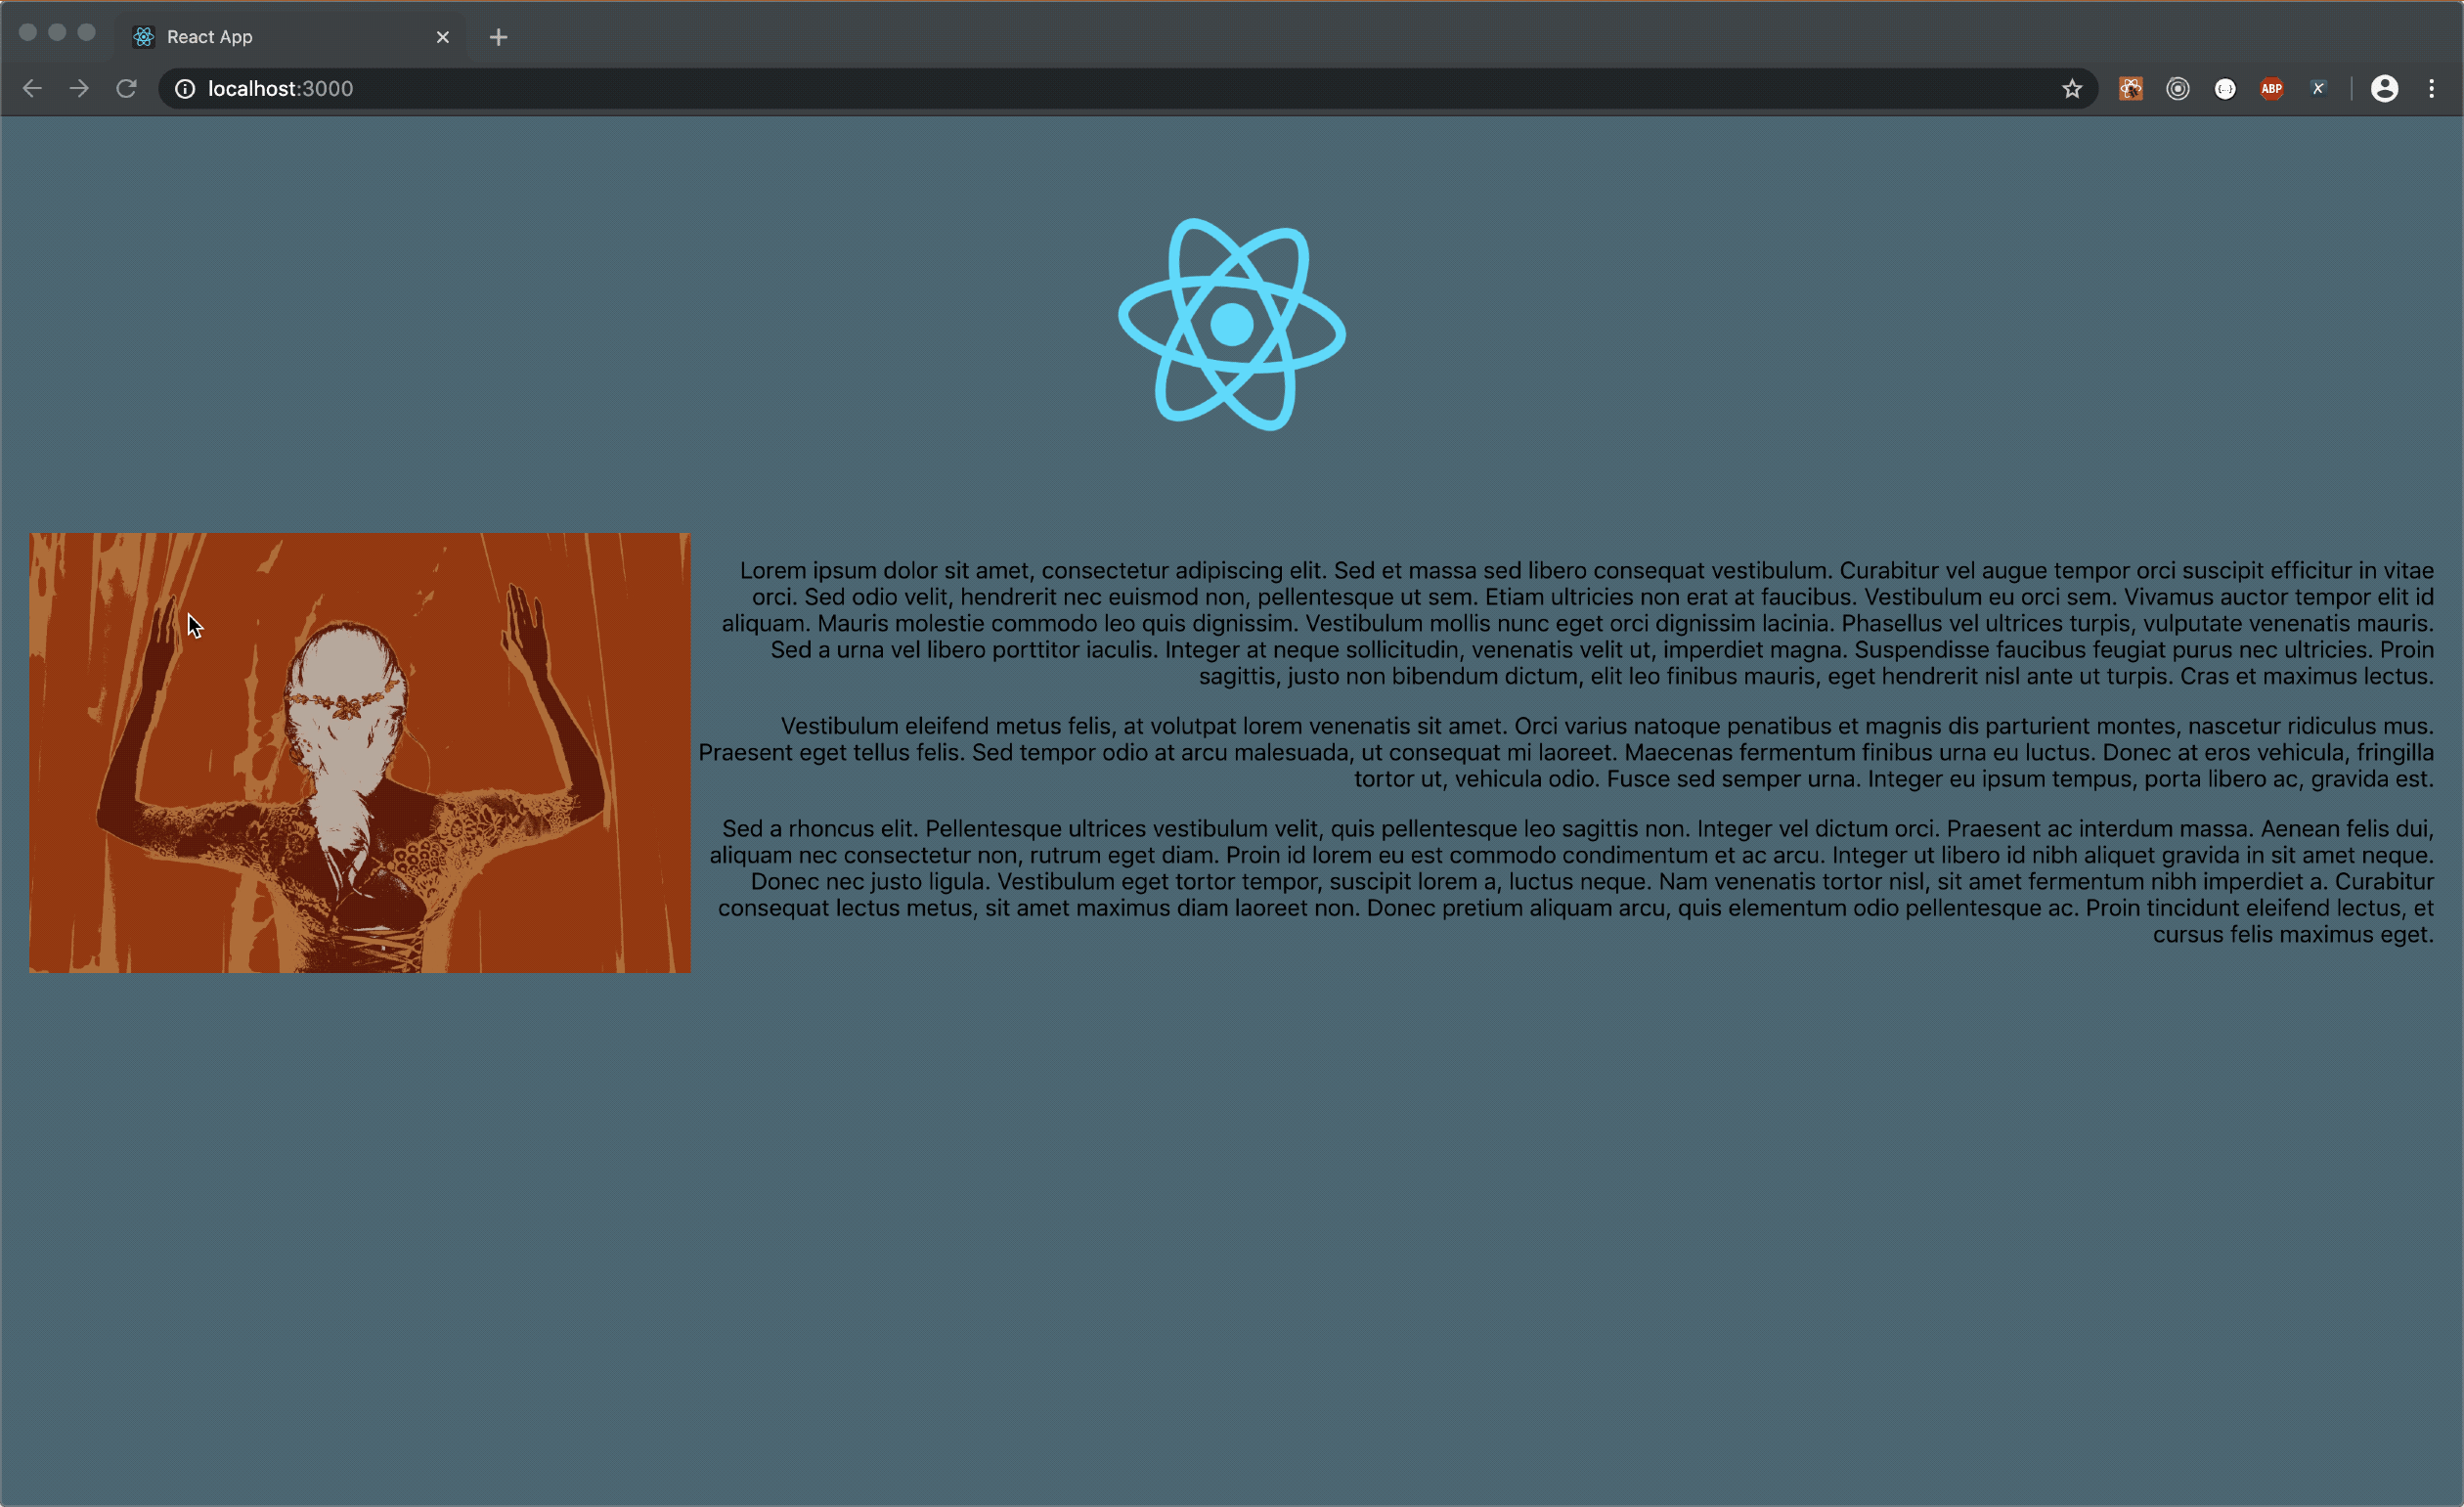 React App
localhost:3000
ABP
Lorem ipsum dolor sit amet, consectetur adipiscing elit. Sed et massa sed libero consequat vestibulum. Curabitur vel augue tempor orci suscipit efficitur in vitae
orci. Sed odio velit, hendrerit nec euismod non, pellentesque ut sem. Etiam ultricies non erat at faucibus. Vestibulum eu orci sem. Vivamus auctor tempor elit id
aliquam. Mauris molestie commodo leo quis dignissim. Vestibulum mollis nunc eget orci dignissim lacinia. Phasellus vel ultrices turpis, vulputate venenatis mauris.
Sed a urna vel libero porttitor iaculis. Integer at neque sollicitudin, venenatis velit ut, imperdiet magna. Suspendisse faucibus feugiat purus nec ultricies. Proin
sagittis, justo non bibendum dictum, elit leo finibus mauris, eget hendrerit nisl ante ut turpis. Cras et maximus lectus.
Vestibulum eleifend metus felis, at volutpat lorem venenatis sit amet. Orci varius natoque penatibus et magnis dis parturient montes, nascetur ridiculus mus.
Praesent eget tellus felis. Sed tempor odio at arcu malesuada, ut consequat mi laoreet. Maecenas fermentum finibus urna eu luctus. Donec at eros vehicula, fringilla
tortor ut, vehicula odio. Fusce sed semper urna. Integer eu ipsum tempus, porta libero ac, gravida est.
Sed a rhoncus elit. Pellentesque ultrices vestibulum velit, quis pellentesque leo sagittis non. Integer vel dictum orci. Praesent ac interdum massa. Aenean felis dui,
aliquam nec consectetur non, rutrum eget diam. Proin id lorem eu est commodo condimentum et ac arcu. Integer ut libero id nibh aliquet gravida in sit amet neque.
Donec nec justo ligula. Vestibulum eget tortor tempor, suscipit lorem a, luctus neque. Nam venenatis tortor nisl, sit amet fermentum nibh imperdiet a. Curabitur
consequat lectus metus, sit amet maximus diam laoreet non. Donec pretium aliquam arcu, quis elementum odio pellentesque ac. Proin tincidunt eleifend lectus, et
cursus felis maximus eget.